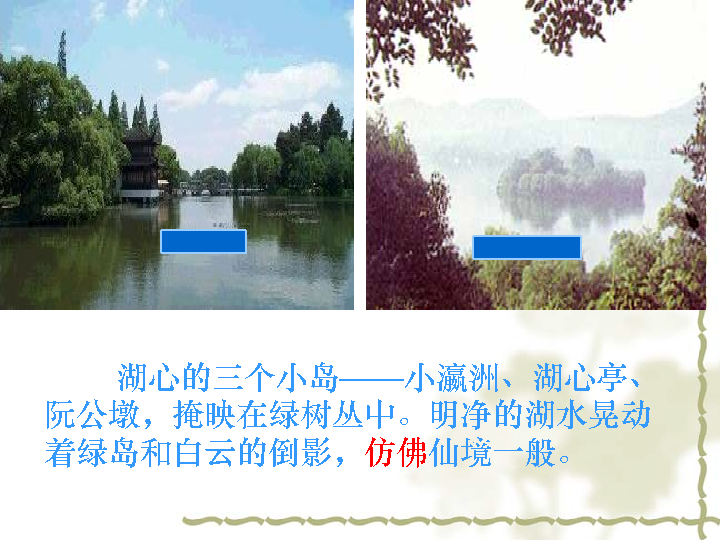 湖心的三个小岛——小瀛洲、湖心亭、
阮公墩，掩映在绿树丛中。明净的湖水晃动
着绿岛和白云的倒影，仿佛仙境一般。